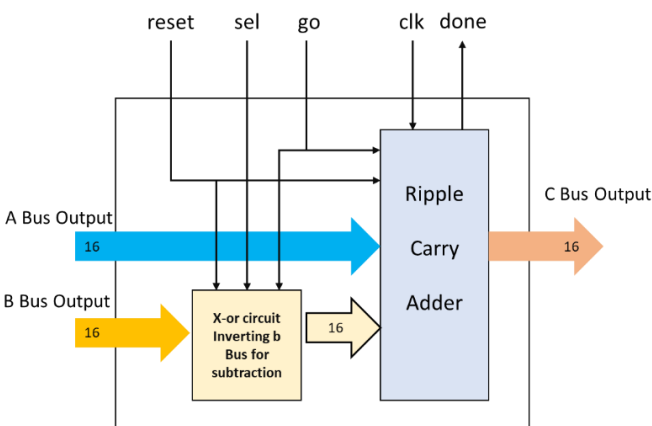 reset sel go clk done
A Bus Output
16
B Bus Output
16
X-or circuit
Inverting b
Bus for
subtraction
16
Ripple
Carry
Adder
C Bus Output
16